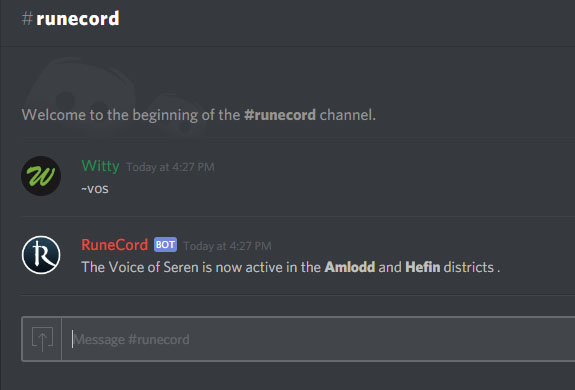 #runecord
Welcome to the beginning of the #runecord channel.
Witty Today at 4:27 PM
~vos
RuneCord BOT Today at 4:27 PM
The Voice of Seren is now active in the Amlodd and Hefin districts .
Message #runecord